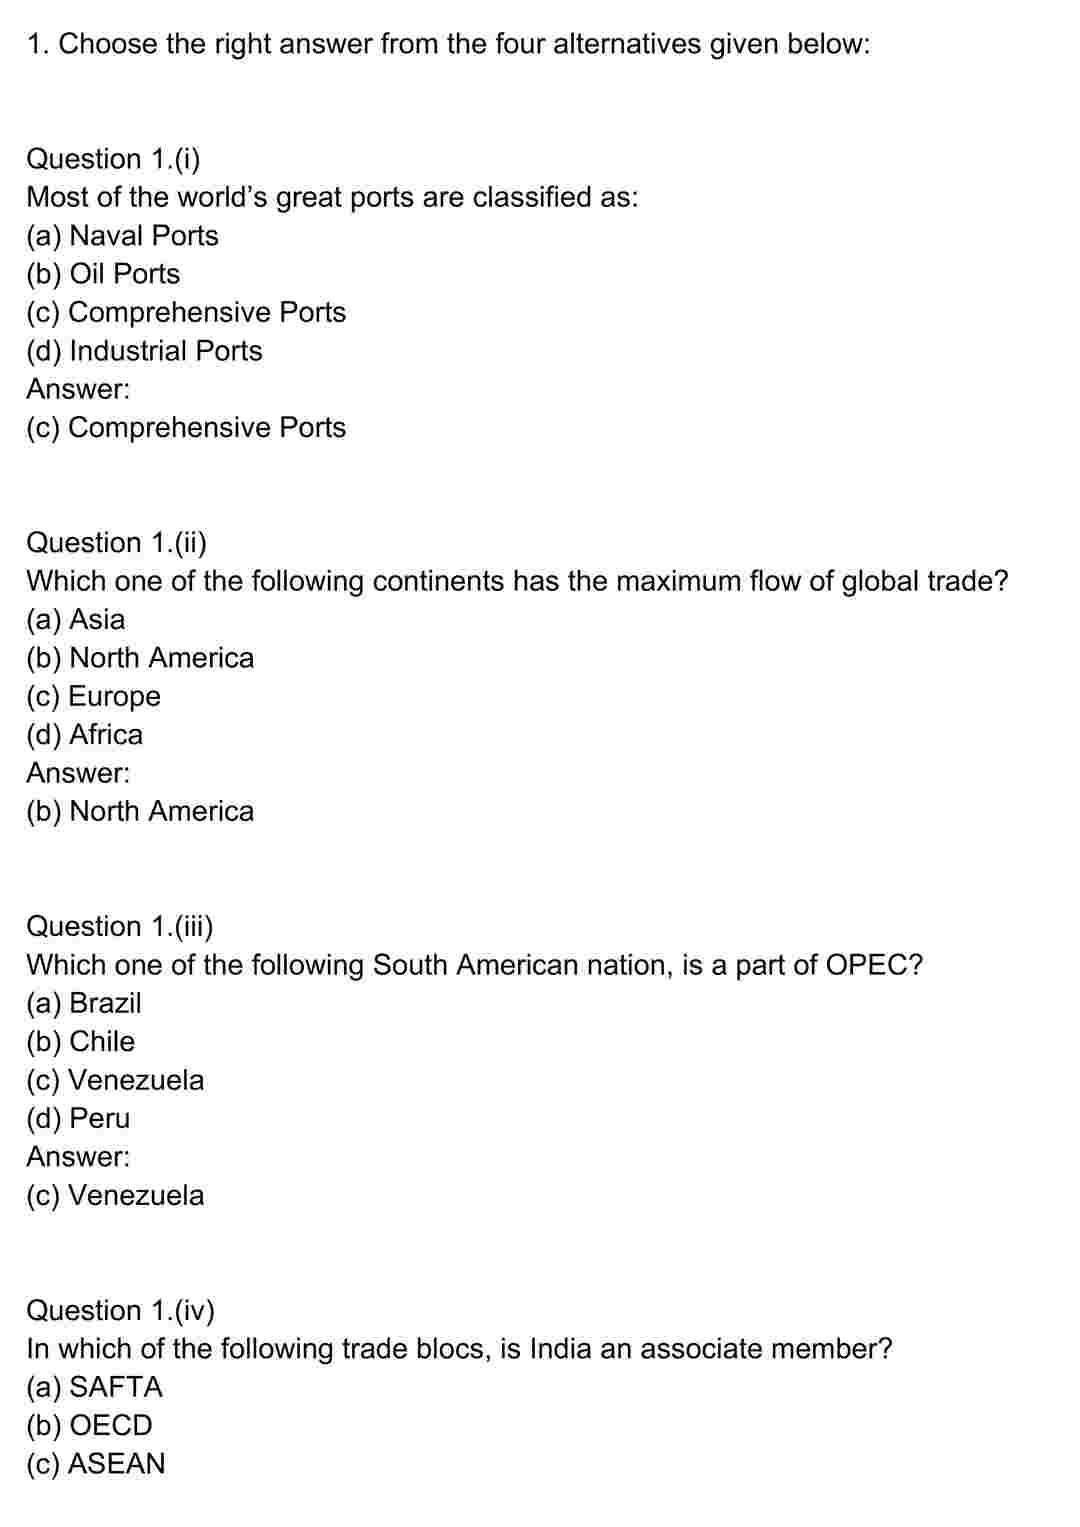 1. Choose the right answer from the four alternatives given below:
Question 1.(i)
Most of the world’s great ports are classified as:
(a) Naval Ports
(b) Oil Ports
(c) Comprehensive Ports
(d) Industrial Ports
Answer:
(c) Comprehensive Ports
Question 1.(ii)
Which one of the following continents has the maximum flow of global trade?
(a) Asia
(b) North America
(c) Europe
(d) Africa
Answer:
(b) North America
Question 1.(iii)
Which one of the following South American nation, is a part of OPEC?
(a) Brazil
(b) Chile
(c) Venezuela
(d) Peru
Answer:
(c) Venezuela
Question 1.(iv)
In which of the following trade blocs, is India an associate member?
(a) SAFTA
(b) OECD
(c) ASEAN